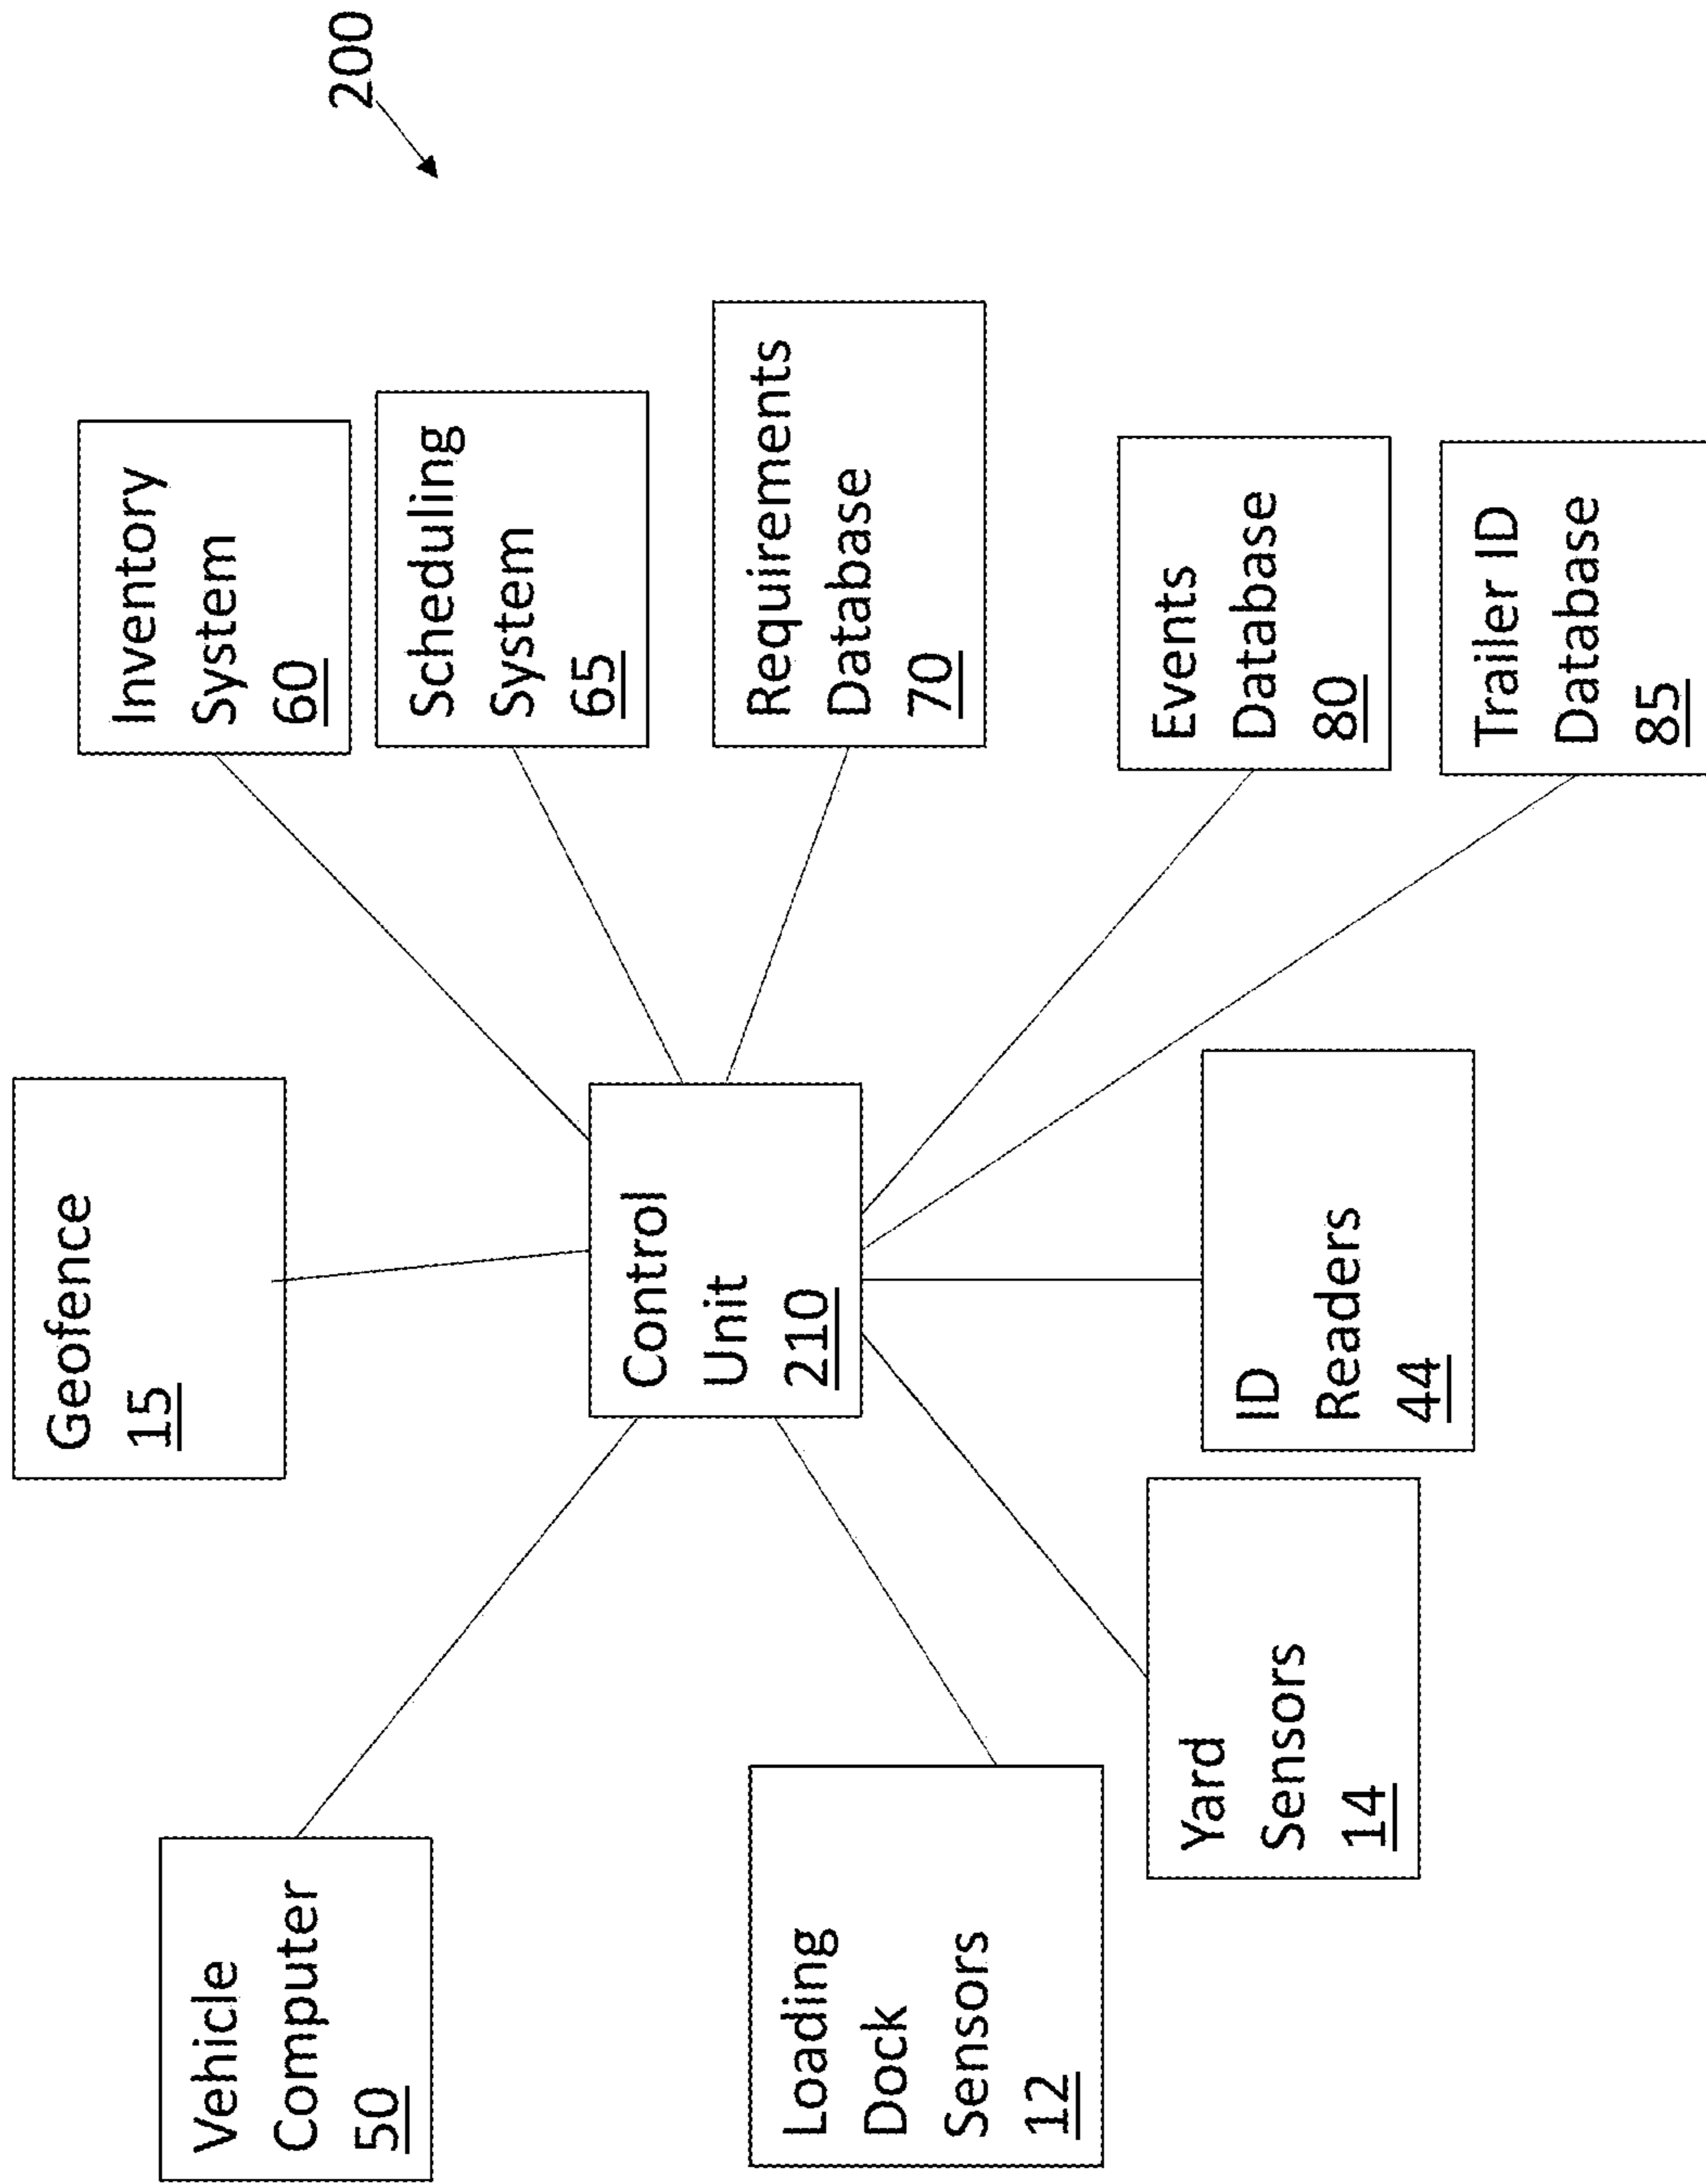 Geofence
15
Inventory
System
60
200
Vehicle
Computer
50
Scheduling
System
65
Control
Unit
210
Requirements
Database
70
Loading
Dock
Sensors
12
Yard
Sensors
14
ID
Readers
44
Events
Database
80
Trailer ID
Database
85